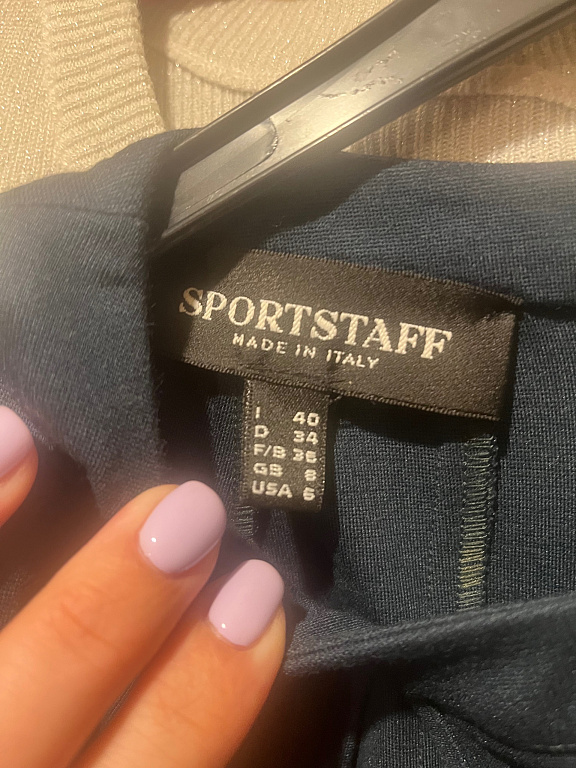 SPORTSTAFF
MADE IN ITALY
I 40
D 34
F/B 36
GB 8
USA 6